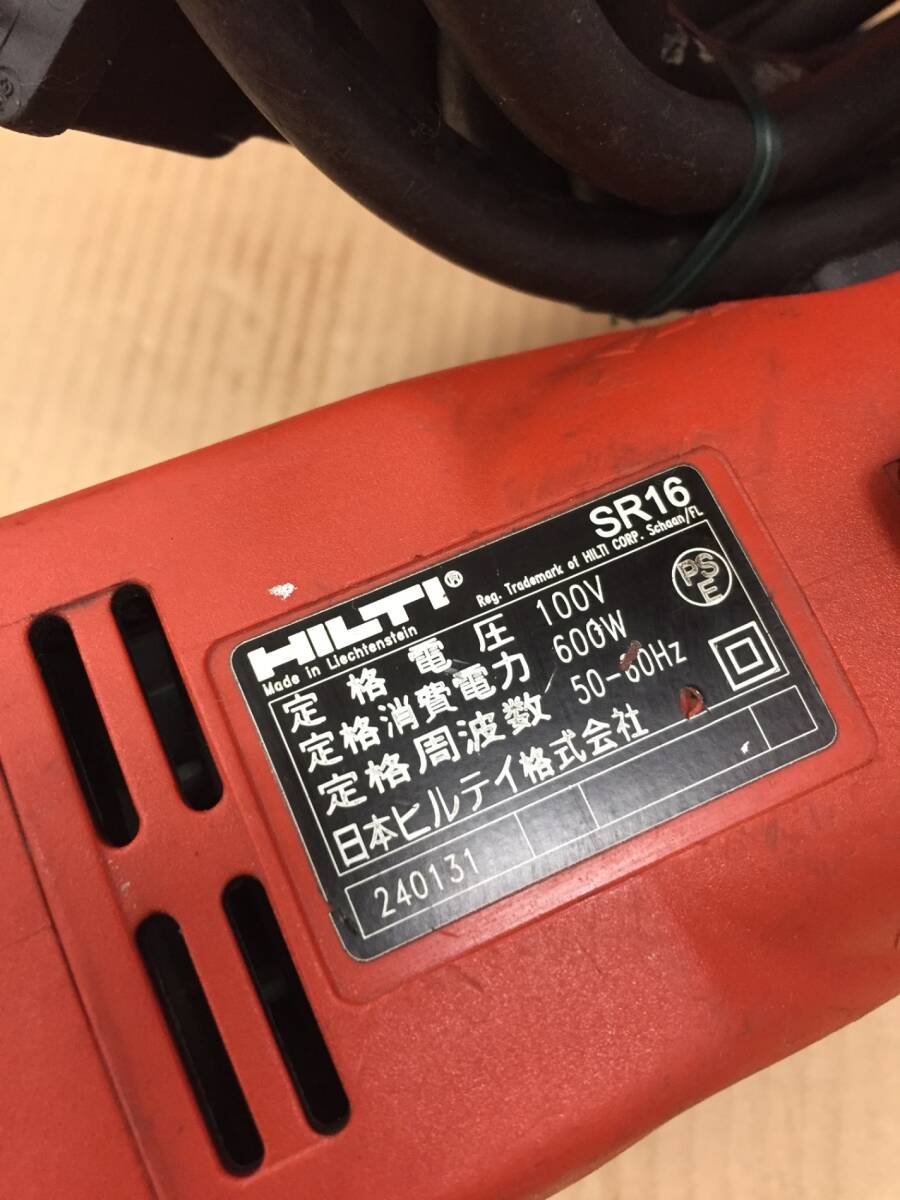 SR16
HILTI®
Reg. Trademark of HILTI CORP. Schaan/FL
Made in Liechtenstein
定格電圧 100V
定格消費電力 600W
定格周波数 50-60Hz
PSE
日本ヒルティ株式会社
240131